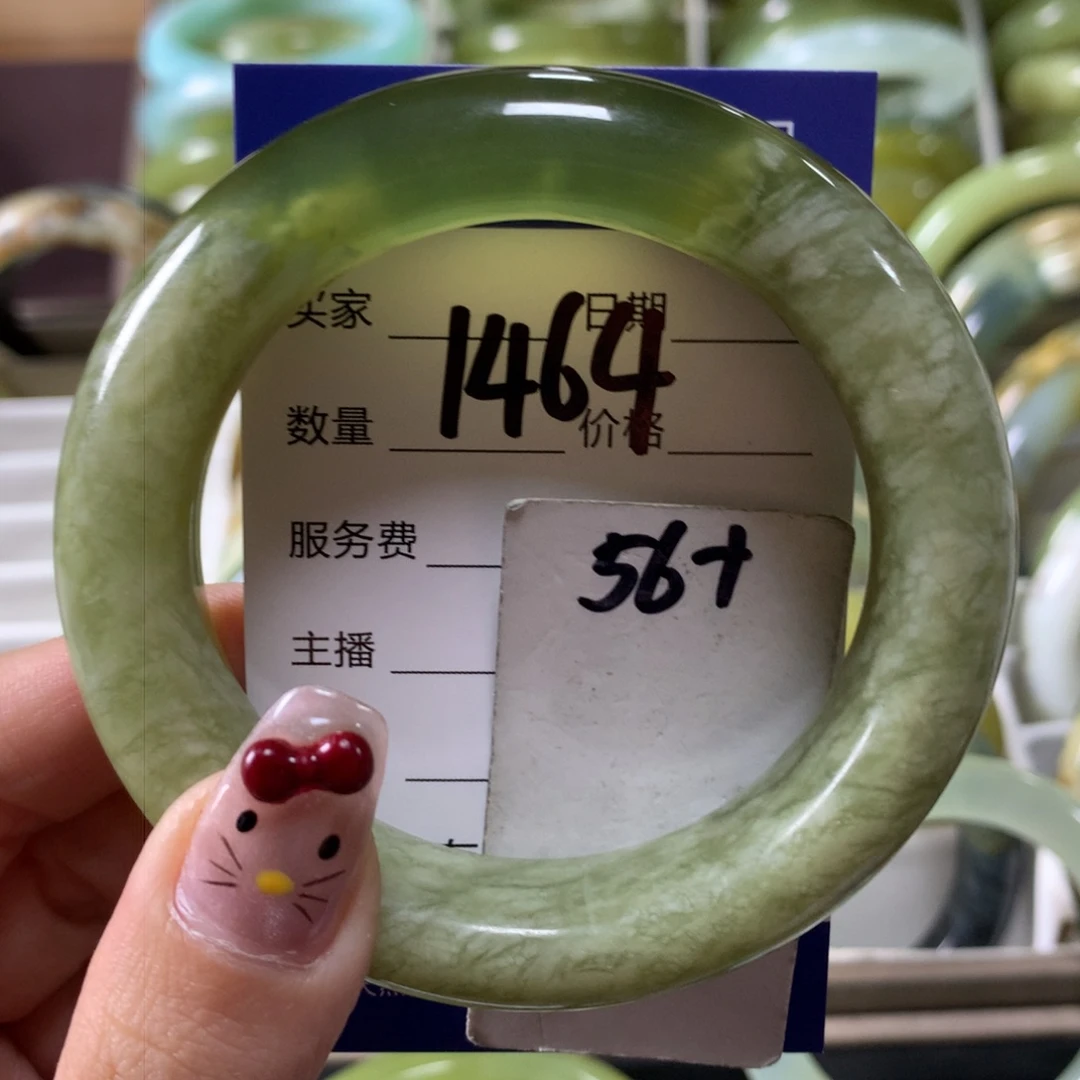 买家 日期
1464
数量 价格
服务费
56+
主播